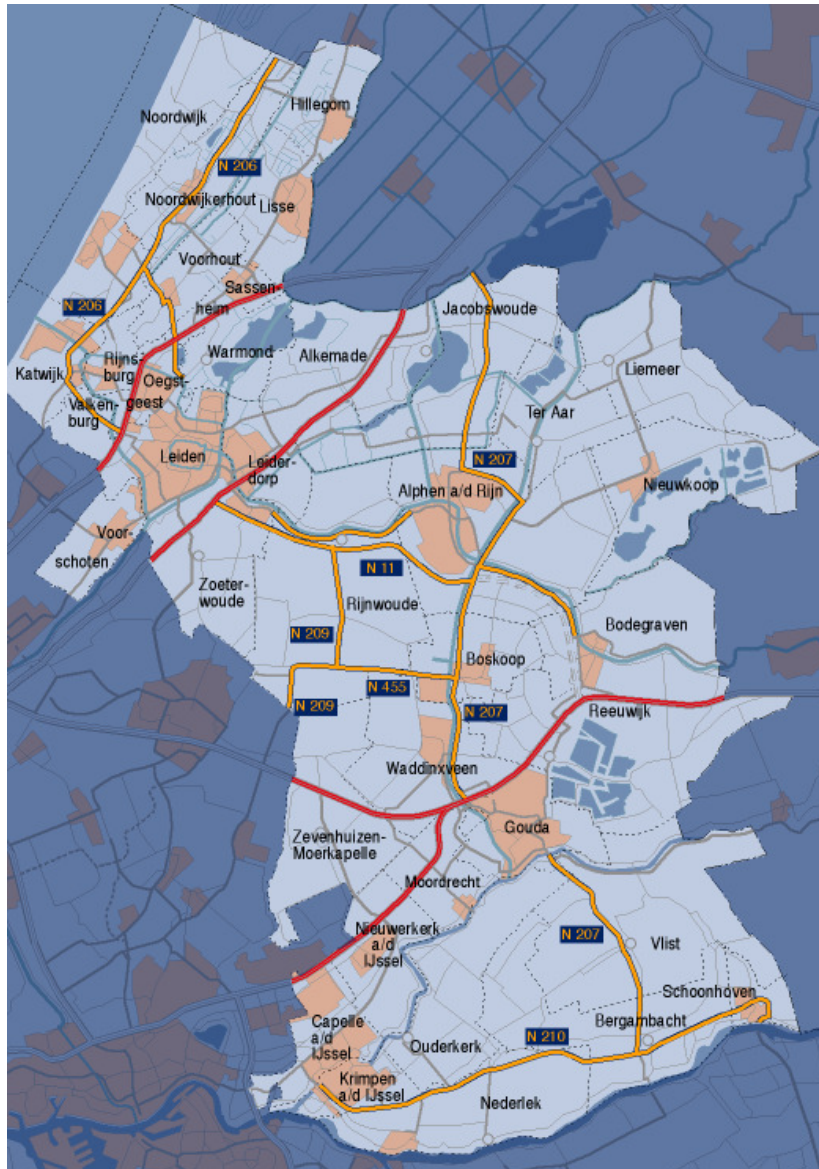 Hillegom
Noordwijk
N 206
Noordwijkerhout
Lisse
Voorhout
Sassen-
heim
N 206
Jacobswoude
Warmond
Alkemade
Rijns-
burg
Katwijk
Oegst-
geest
Liemeer
Valken-
burg
Ter Aar
Leiden
Leider-
dorp
N 207
Alphen a/d Rijn
Nieuwkoop
Voor-
schoten
Zoeter-
woude
N 11
Rijnwoude
Bodegraven
N 209
Boskoop
N 455
N 209
N 207
Reeuwijk
Waddinxveen
Gouda
Zevenhuizen-
Moerkapelle
Moordrecht
Nieuwerkerk
a/d
IJssel
N 207
Vlist
Schoonhoven
Capelle
a/d
IJssel
Bergambacht
N 210
Ouderkerk
Krimpen
a/d IJssel
Nederlek